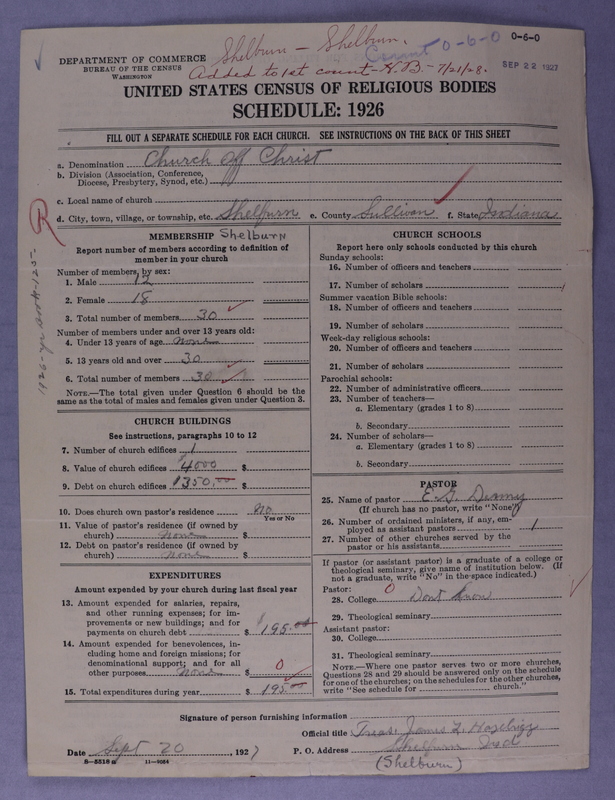 Shelburn - Shelburn.
Count 0-6-0
0-6-0
DEPARTMENT OF COMMERCE
BUREAU OF THE CENSUS
WASHINGTON
SEP 22 1927
Added to 1st count - K.B. - 7/21/28.
UNITED STATES CENSUS OF RELIGIOUS BODIES
SCHEDULE: 1926
FILL OUT A SEPARATE SCHEDULE FOR EACH CHURCH. SEE INSTRUCTIONS ON THE BACK OF THIS SHEET
a. Denomination Church off Christ
b. Division (Association, Conference,
Diocese, Presbytery, Synod, etc.)
c. Local name of church
d. City, town, village, or township, etc. Shelburn e. County Sullivan f. State Indiana
R
MEMBERSHIP Shelburn
Report number of members according to definition of
member in your church
Number of members, by sex:
1. Male 12
2. Female 18
3. Total number of members 30
Number of members under and over 13 years old:
4. Under 13 years of age none
5. 13 years old and over 30
6. Total number of members 30
NOTE.—The total given under Question 6 should be
the same as the total of males and females given under Question 3.
CHURCH BUILDINGS
See instructions, paragraphs 10 to 12
7. Number of church edifices 1
8. Value of church edifices $4000 $
9. Debt on church edifices $1350.00 $
10. Does church own pastor's residence? No
Yes or No
11. Value of pastor's residence (if owned by
church) none $
12. Debt on pastor's residence (if owned by
church) none $
EXPENDITURES
Amount expended by your church during last fiscal year
13. Amount expended for salaries, repairs,
and other running expenses; for im-
provements or new buildings; and for
payments on church debt $195.00
14. Amount expended for benevolences, in-
cluding home and foreign missions; for
denominational support; and for all
other purposes none $ 0
15. Total expenditures during year $195.00
CHURCH SCHOOLS
Report here only schools conducted by this church
Sunday schools:
16. Number of officers and teachers
17. Number of scholars
Summer vacation Bible schools:
18. Number of officers and teachers
19. Number of scholars
Week-day religious schools:
20. Number of officers and teachers
21. Number of scholars
Parochial schools:
22. Number of administrative officers
23. Number of teachers—
a. Elementary (grades 1 to 8)
b. Secondary
24. Number of scholars—
a. Elementary (grades 1 to 8)
b. Secondary
PASTOR
25. Name of pastor E. G.
(If church has no pastor, write "None")
26. Number of ordained ministers, if any, em-
ployed as assistant pastors 1
27. Number of other churches served by the
pastor or his assistants
If pastor (or assistant pastor) is a graduate of a college or
theological seminary, give name of institution below. (If
not a graduate, write "No" in the space indicated.)
Pastor: 0
28. College Dont know
29. Theological seminary
Assistant pastor:
30. College
31. Theological seminary
NOTE.—Where one pastor serves two or more churches,
Questions 28 and 29 should be answered only on the schedule
for one of the churches; on the schedules for the other churches,
write "See schedule for church."
Signature of person furnishing information
Official title Treas. James L. Hazelrigg
Date Sept 20, 1927 P. O. Address Shelburn Ind
(Shelburn)
8-5518a 11-9064